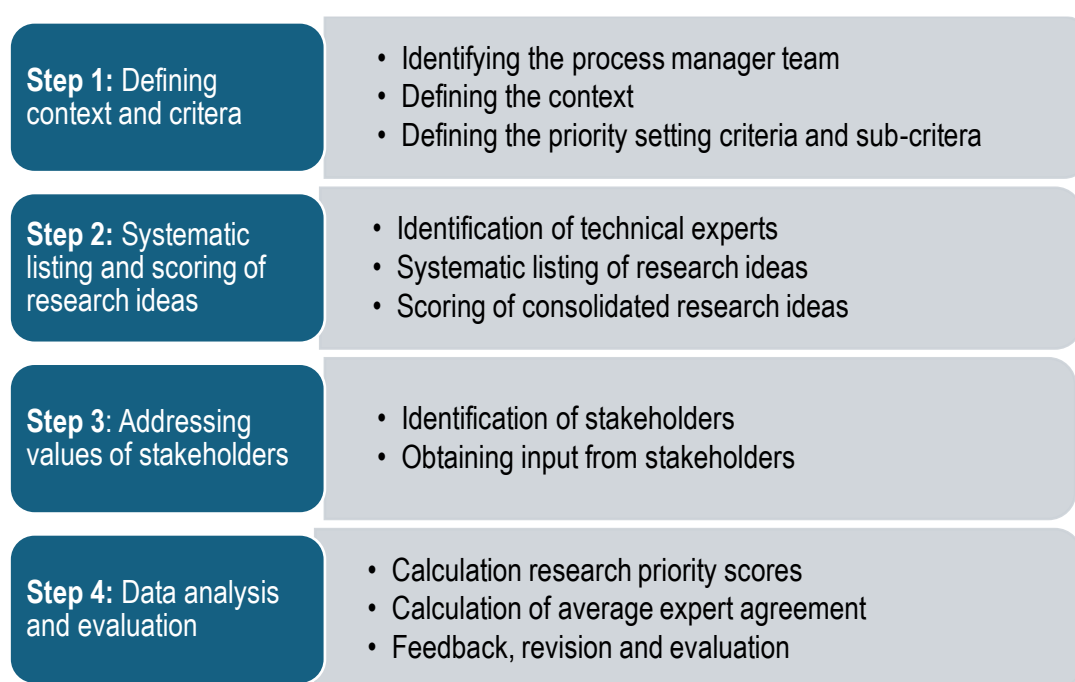 Step 1: Defining
context and critera
• Identifying the process manager team
• Defining the context
• Defining the priority setting criteria and sub-critera
Step 2: Systematic
listing and scoring of
research ideas
• Identification of technical experts
• Systematic listing of research ideas
• Scoring of consolidated research ideas
Step 3: Addressing
values of stakeholders
• Identification of stakeholders
• Obtaining input from stakeholders
Step 4: Data analysis
and evaluation
• Calculation research priority scores
• Calculation of average expert agreement
• Feedback, revision and evaluation